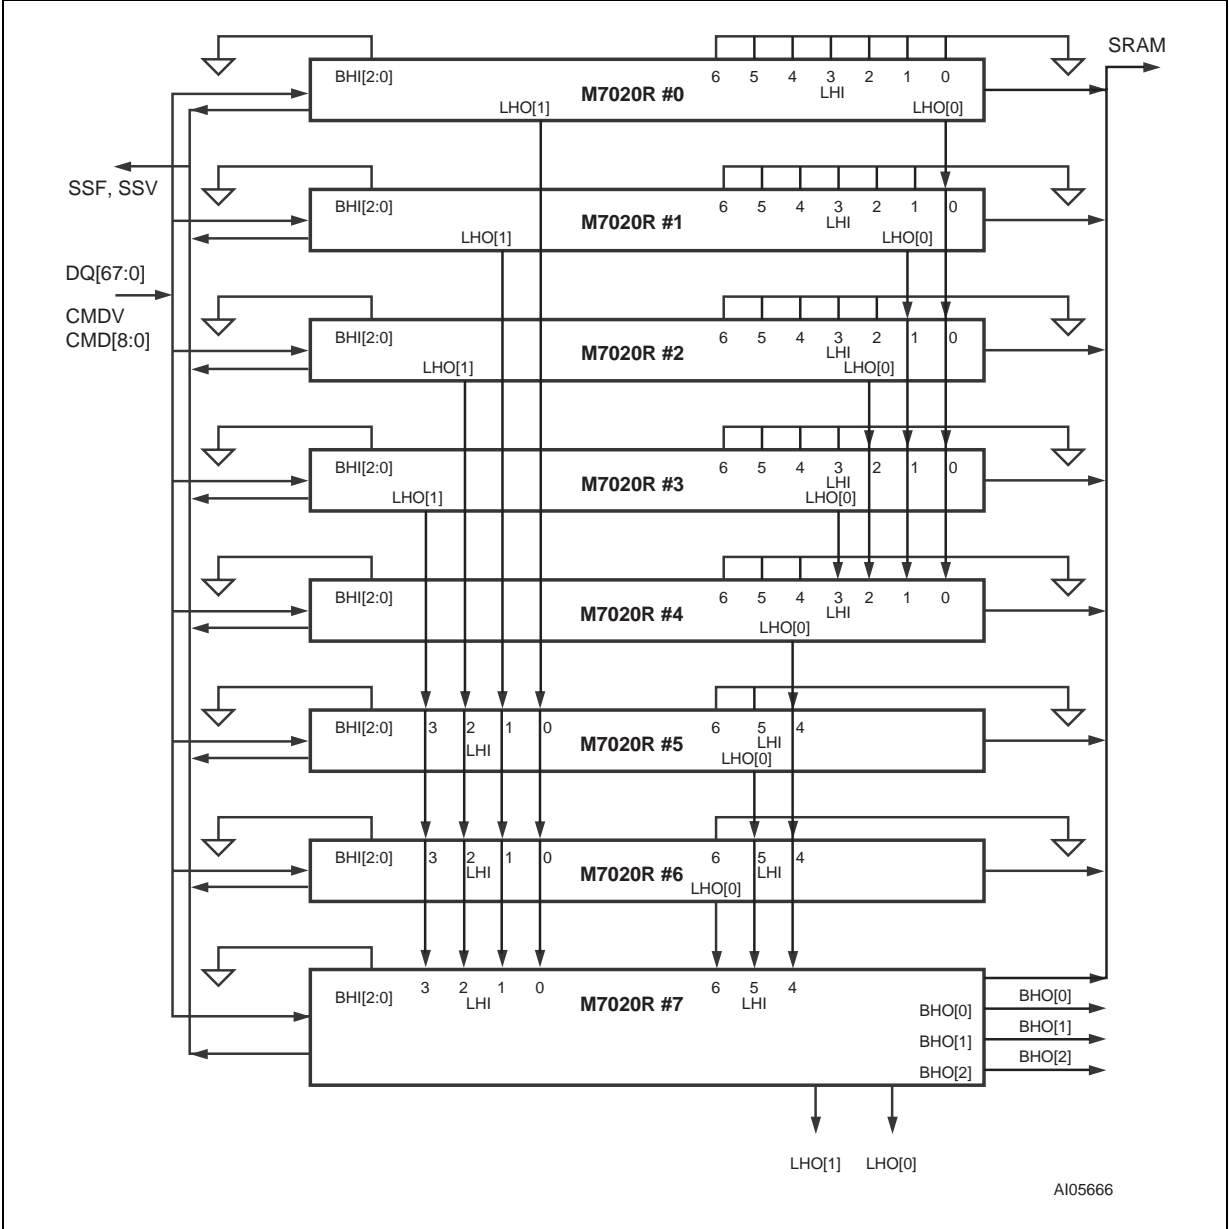 SRAM
BHI[2:0] 6 5 4 3 2 1 0
M7020R #0 LHI
LHO[1] LHO[0]
SSF, SSV
BHI[2:0] 6 5 4 3 2 1 0
M7020R #1 LHI
LHO[1] LHO[0]
DQ[67:0]
CMDV
CMD[8:0]
BHI[2:0] 6 5 4 3 2 1 0
M7020R #2 LHI
LHO[1] LHO[0]
BHI[2:0] 6 5 4 3 2 1 0
M7020R #3 LHI
LHO[1] LHO[0]
BHI[2:0] 6 5 4 3 2 1 0
M7020R #4 LHI
LHO[0]
BHI[2:0] 3 2 1 0 6 5 4
LHI M7020R #5 LHI
LHO[0]
BHI[2:0] 3 2 1 0 6 5 4
LHI M7020R #6 LHI
LHO[0]
BHI[2:0] 3 2 1 0 6 5 4
LHI M7020R #7 LHI
BHO[0] BHO[0]
BHO[1] BHO[1]
BHO[2] BHO[2]
LHO[1] LHO[0]
AI05666